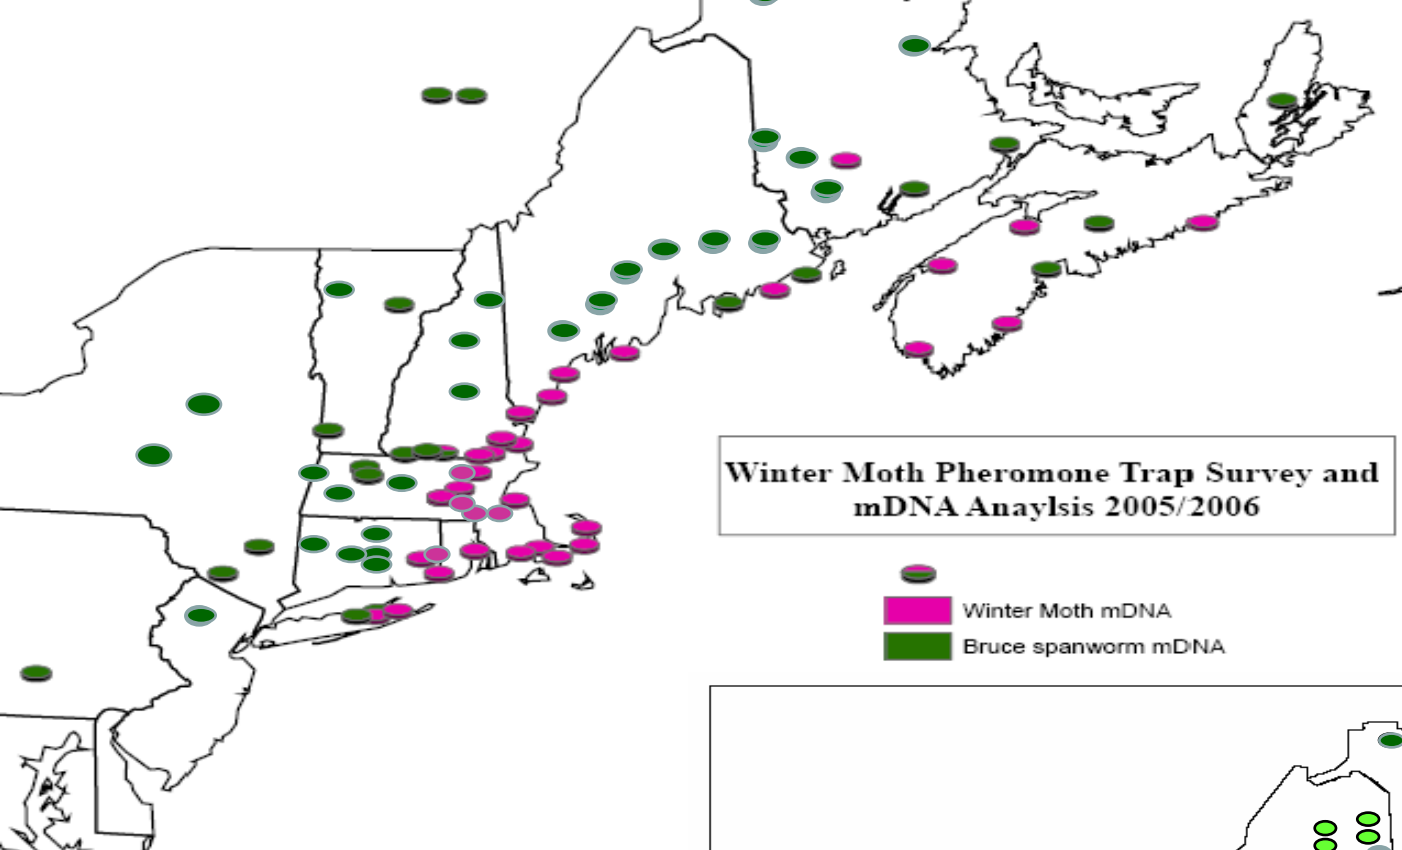 Winter Moth Pheromone Trap Survey and
mDNA Anaylsis 2005/2006
Winter Moth mDNA
Bruce spanworm mDNA